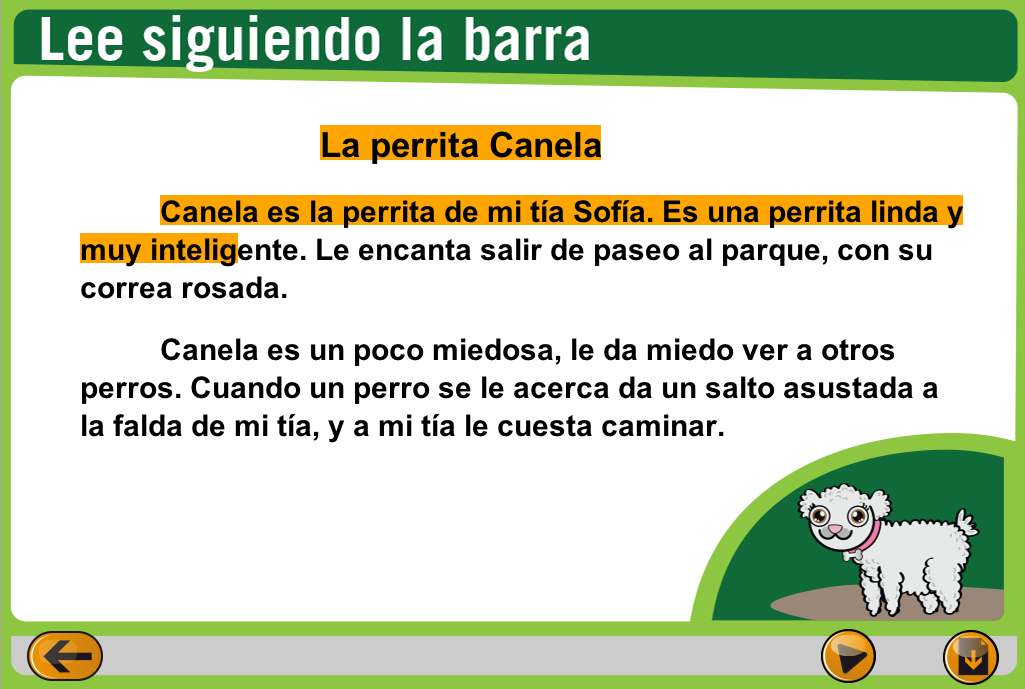 Lee siguiendo la barra
La perrita Canela
Canela es la perrita de mi tía Sofía. Es una perrita linda y
muy inteligente. Le encanta salir de paseo al parque, con su
correa rosada.
Canela es un poco miedosa, le da miedo ver a otros
perros. Cuando un perro se le acerca da un salto asustada a
la falda de mi tía, y a mi tía le cuesta caminar.